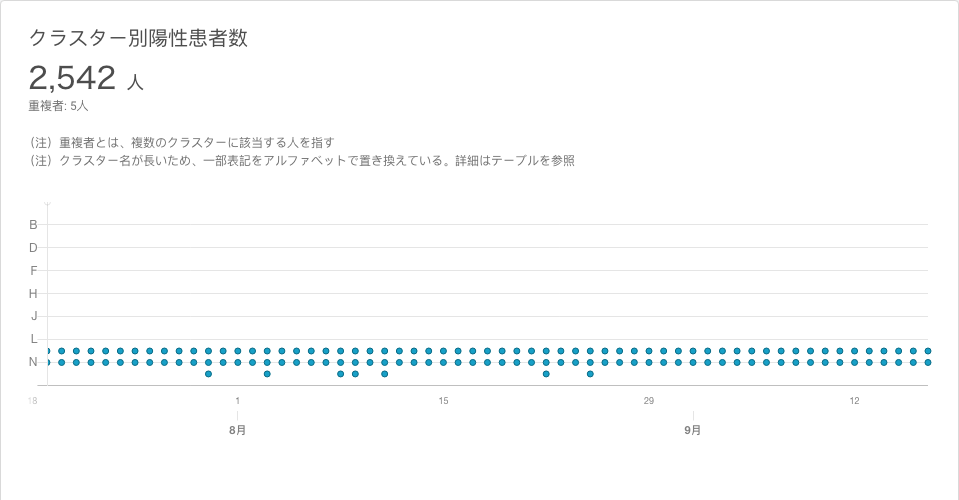 クラスター別陽性患者数
2,542 人
重複者: 5人
（注）重複者とは、複数のクラスターに該当する人を指す
（注）クラスター名が長いため、一部表記をアルファベットで置き換えている。詳細はテーブルを参照
B
D
F
H
J
L
N
18 1 15 29 12
8月 9月